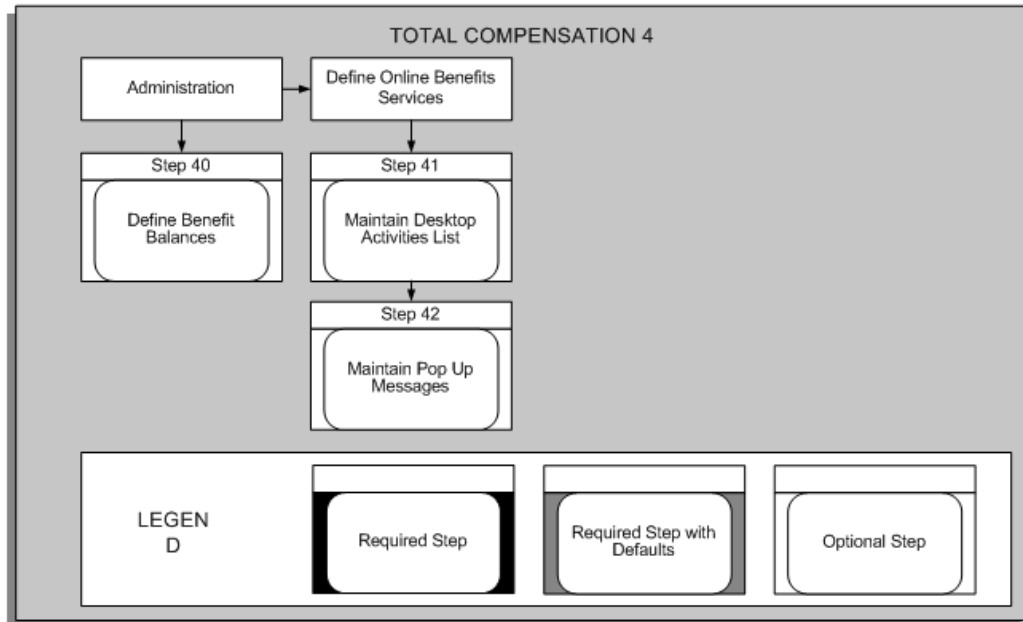 TOTAL COMPENSATION 4
Administration
Define Online Benefits
Services
Step 40
Define Benefit
Balances
Step 41
Maintain Desktop
Activities List
Step 42
Maintain Pop Up
Messages
LEGEN
D
Required Step
Required Step with
Defaults
Optional Step